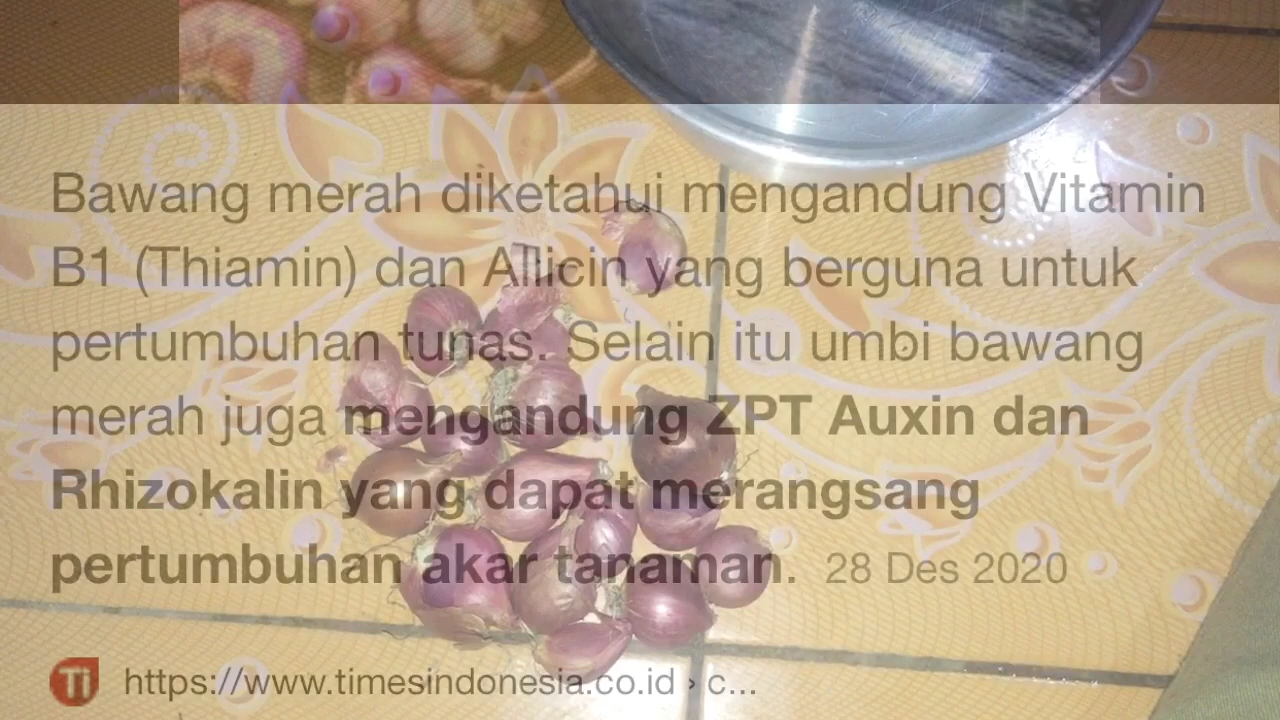 Bawang merah diketahui mengandung Vitamin
B1 (Thiamin) dan Allicin yang berguna untuk
pertumbuhan tunas. Selain itu umbi bawang
merah juga mengandung ZPT Auxin dan
Rhizokalin yang dapat merangsang
pertumbuhan akar tanaman. 28 Des 2020
TI https://www.timesindonesia.co.id › c...